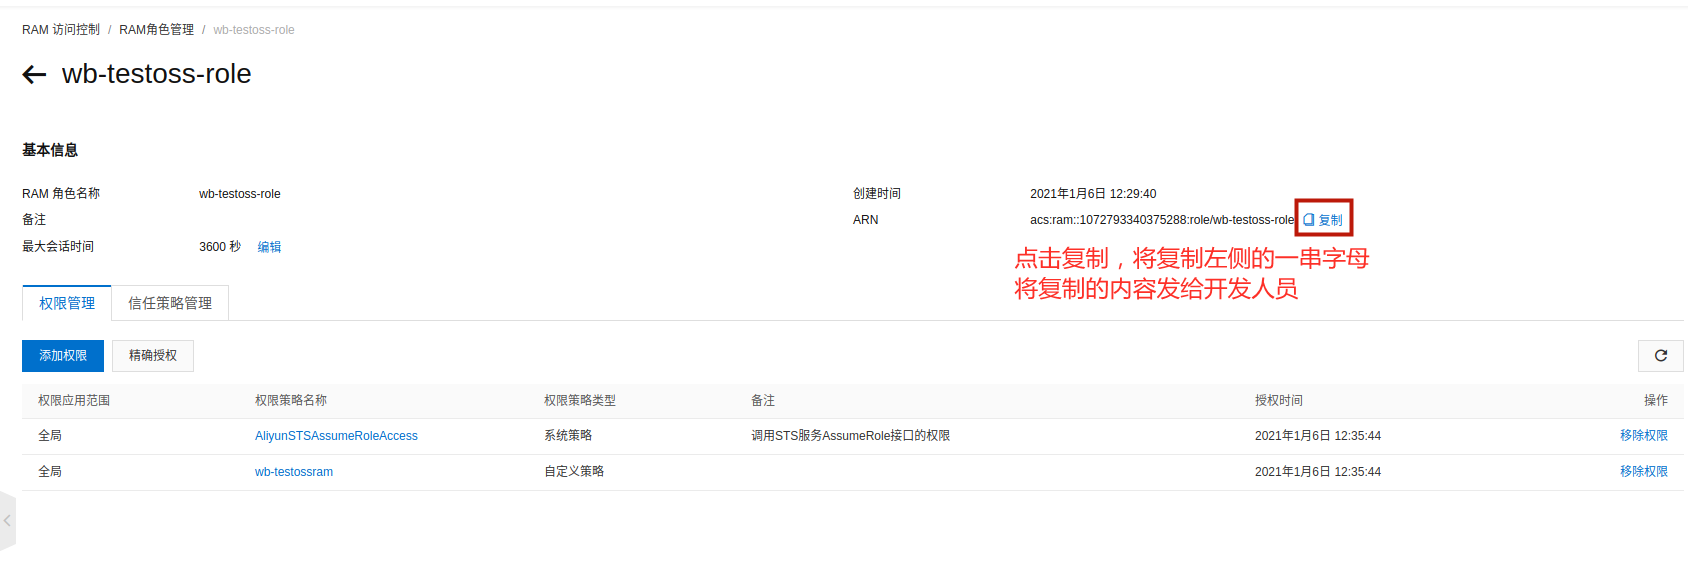 RAM 访问控制 / RAM角色管理 / wb-testoss-role
wb-testoss-role
基本信息
RAM 角色名称 wb-testoss-role 创建时间 2021年1月6日 12:29:40
备注 ARN acs:ram::1072793340375288:role/wb-testoss-role 复制
最大会话时间 3600 秒 编辑
点击复制，将复制左侧的一串字母
将复制的内容发给开发人员
权限管理 信任策略管理
添加权限 精确授权
权限应用范围 权限策略名称 权限策略类型 备注 授权时间 操作
全局 AliyunSTSAssumeRoleAccess 系统策略 调用STS服务AssumeRole接口的权限 2021年1月6日 12:35:44 移除权限
全局 wb-testossram 自定义策略 2021年1月6日 12:35:44 移除权限